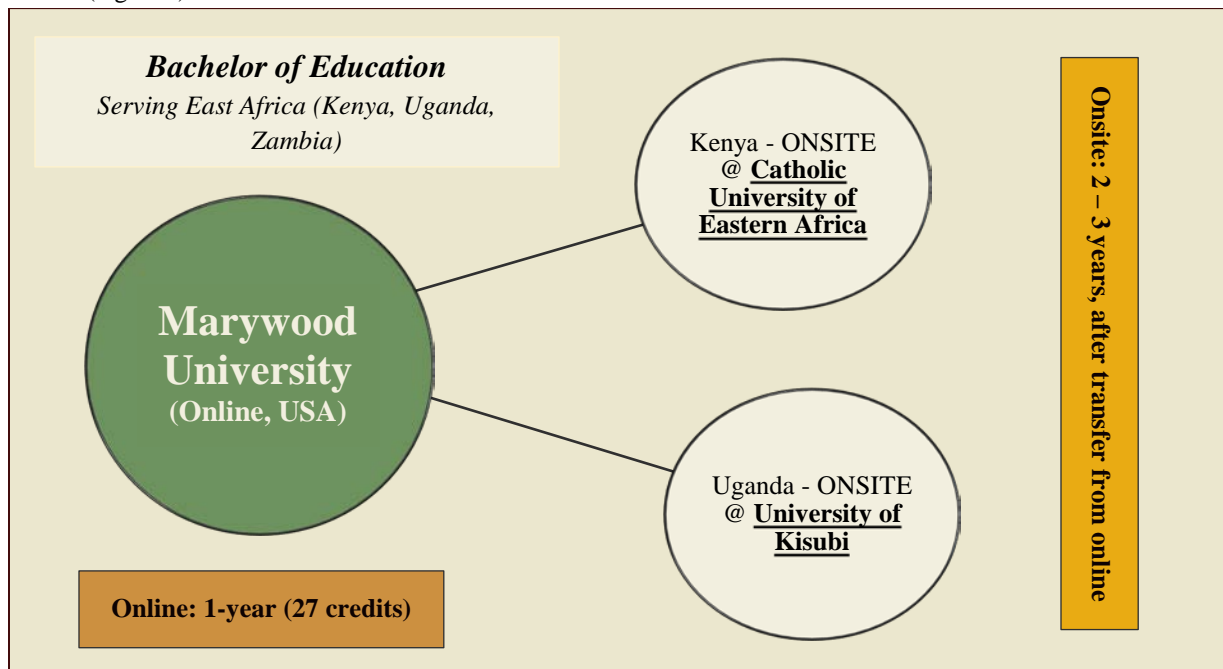 Bachelor of Education
Serving East Africa (Kenya, Uganda,
Zambia)
Marywood
University
(Online, USA)
Online: 1-year (27 credits)
Kenya - ONSITE
@ Catholic
University of
Eastern Africa
Uganda - ONSITE
@ University of
Kisubi
Onsite: 2 – 3 years, after transfer from online